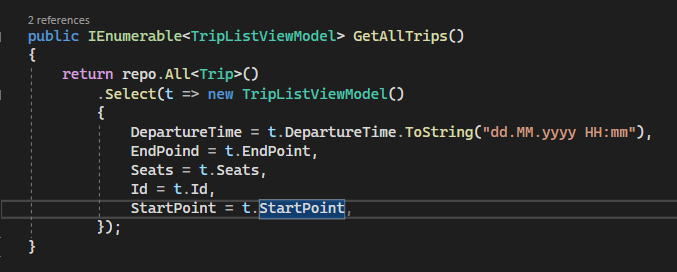 2 references
public IEnumerable<TripListViewModel> GetAllTrips()
{
return repo.All<Trip>()
.Select(t => new TripListViewModel()
{
DepartureTime = t.DepartureTime.ToString("dd.MM.yyyy HH:mm"),
EndPoind = t.EndPoint,
Seats = t.Seats,
Id = t.Id,
StartPoint = t.StartPoint,
});
}